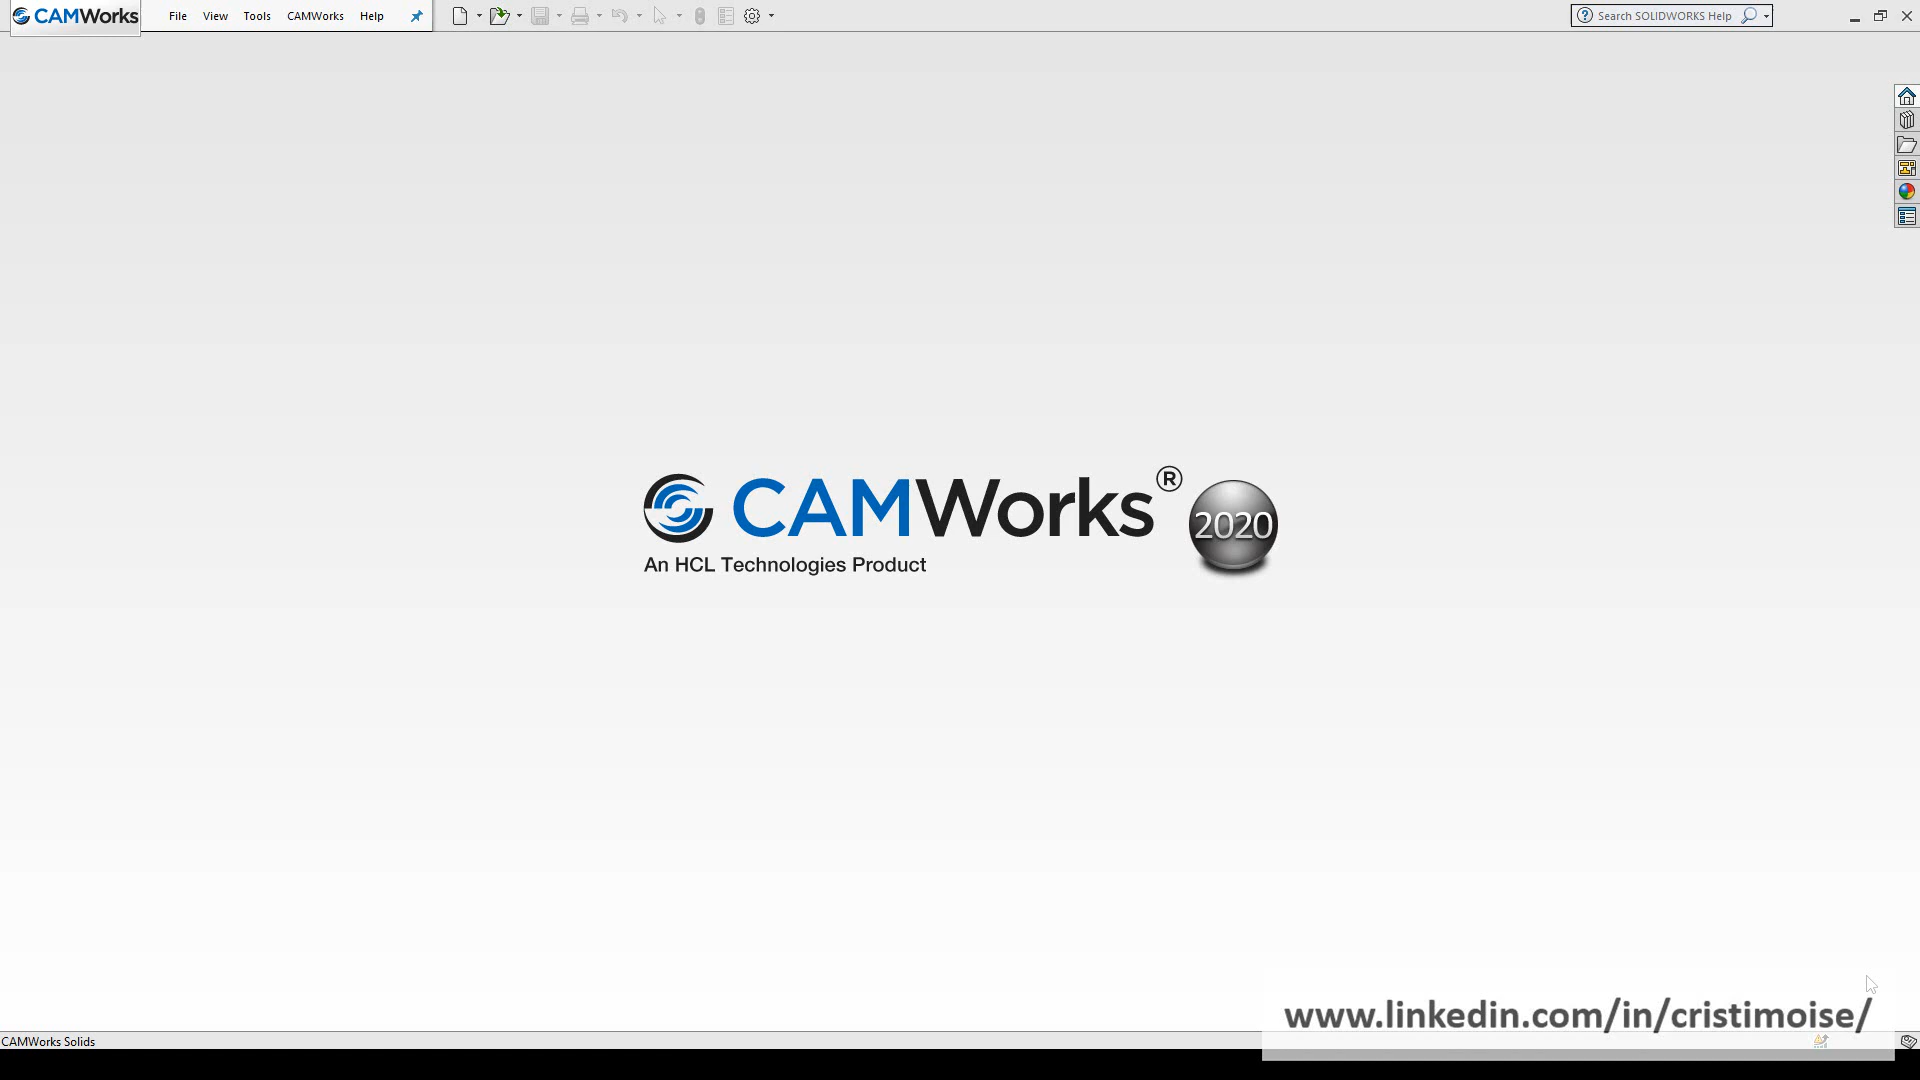 CAMWorks File View Tools CAMWorks Help Search SOLIDWORKS Help
CAMWorks® 2020
An HCL Technologies Product
www.linkedin.com/in/cristimoise/
CAMWorks Solids